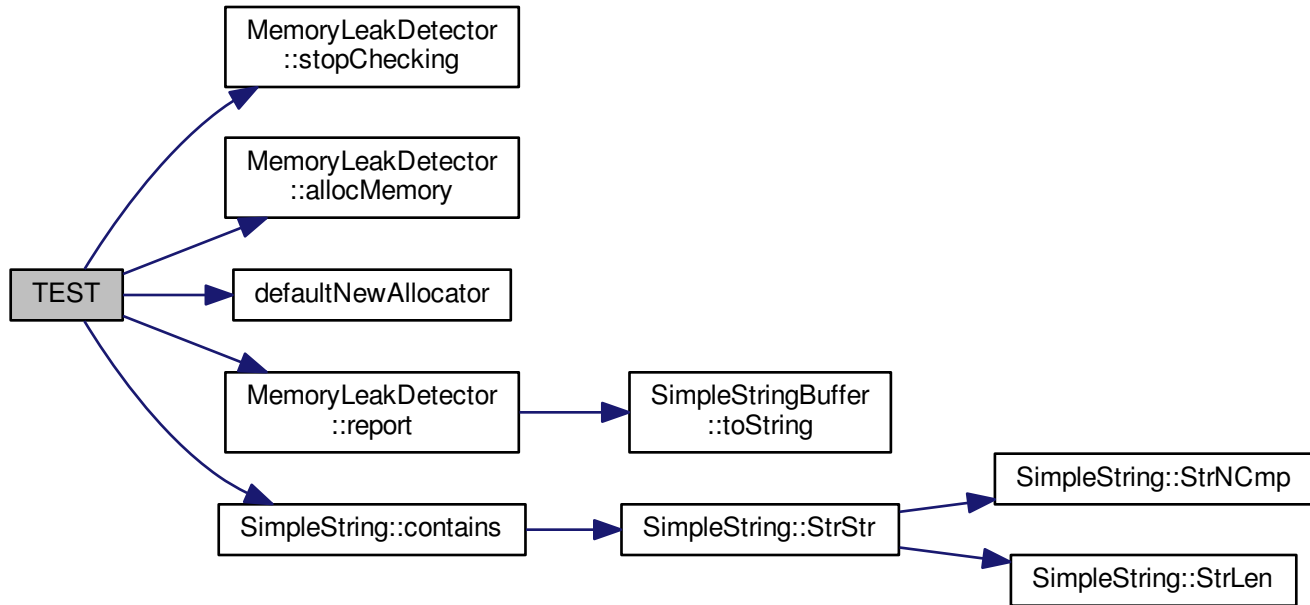 MemoryLeakDetector
::stopChecking
MemoryLeakDetector
::allocMemory
TEST
defaultNewAllocator
MemoryLeakDetector
::report
SimpleStringBuffer
::toString
SimpleString::contains
SimpleString::StrStr
SimpleString::StrNCmp
SimpleString::StrLen